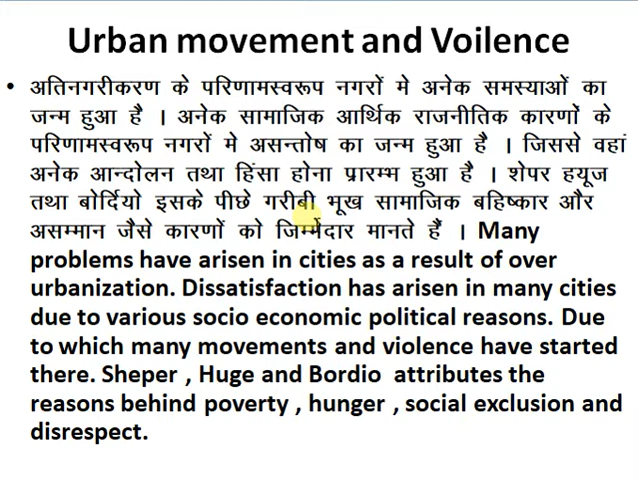 Urban movement and Voilence
• अतिनगरीकरण के परिणामस्वरूप नगरों मे अनेक समस्याओं का
जन्म हुआ है । अनेक सामाजिक आर्थिक राजनीतिक कारणों के
परिणामस्वरूप नगरों मे असन्तोष का जन्म हुआ है । जिससे वहां
अनेक आन्दोलन तथा हिंसा होना प्रारम्भ हुआ है । शेपर हयूज
तथा बोर्दियो इसके पीछे गरीबी भूख सामाजिक बहिष्कार और
असम्मान जैसे कारणों को जिम्मेदार मानते हैं । Many
problems have arisen in cities as a result of over
urbanization. Dissatisfaction has arisen in many cities
due to various socio economic political reasons. Due
to which many movements and violence have started
there. Sheper , Huge and Bordio attributes the
reasons behind poverty , hunger , social exclusion and
disrespect.